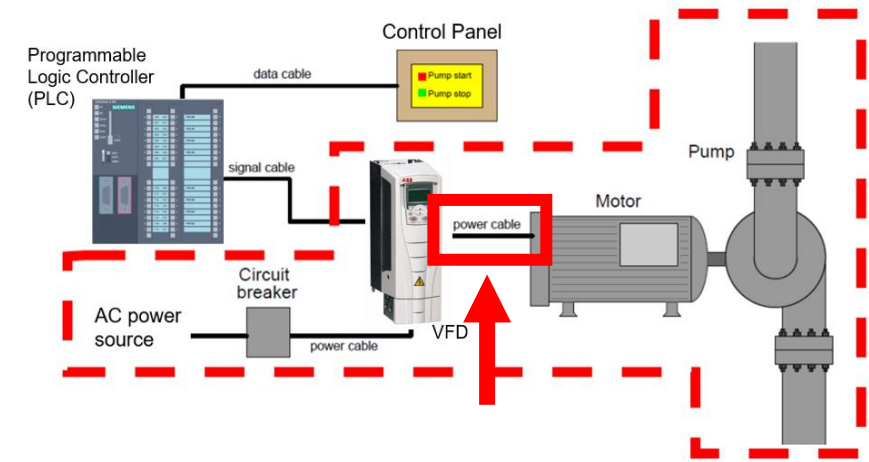 Control Panel
Programmable
Logic Controller
(PLC)
data cable
Pump start
Pump stop
SIEMENS
signal cable
ABB
Pump
Motor
power cable
Circuit
breaker
AC power
source
VFD
power cable